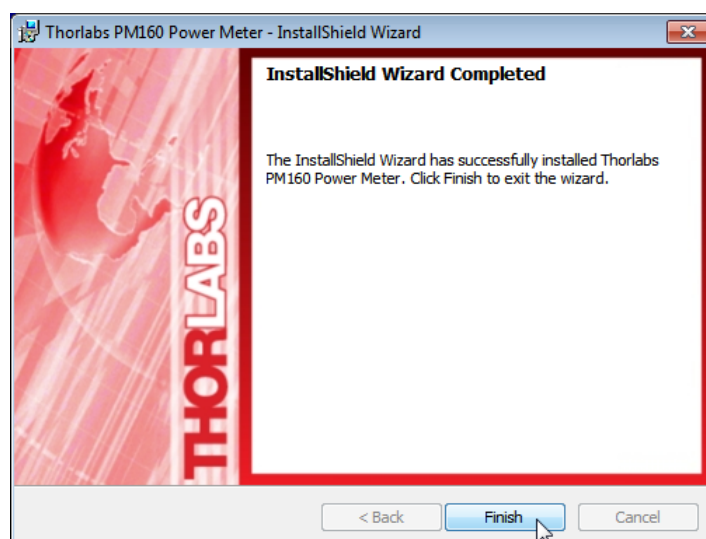 Thorlabs PM160 Power Meter - InstallShield Wizard
InstallShield Wizard Completed
The InstallShield Wizard has successfully installed Thorlabs
PM160 Power Meter. Click Finish to exit the wizard.
THORLABS
< Back
Finish
Cancel